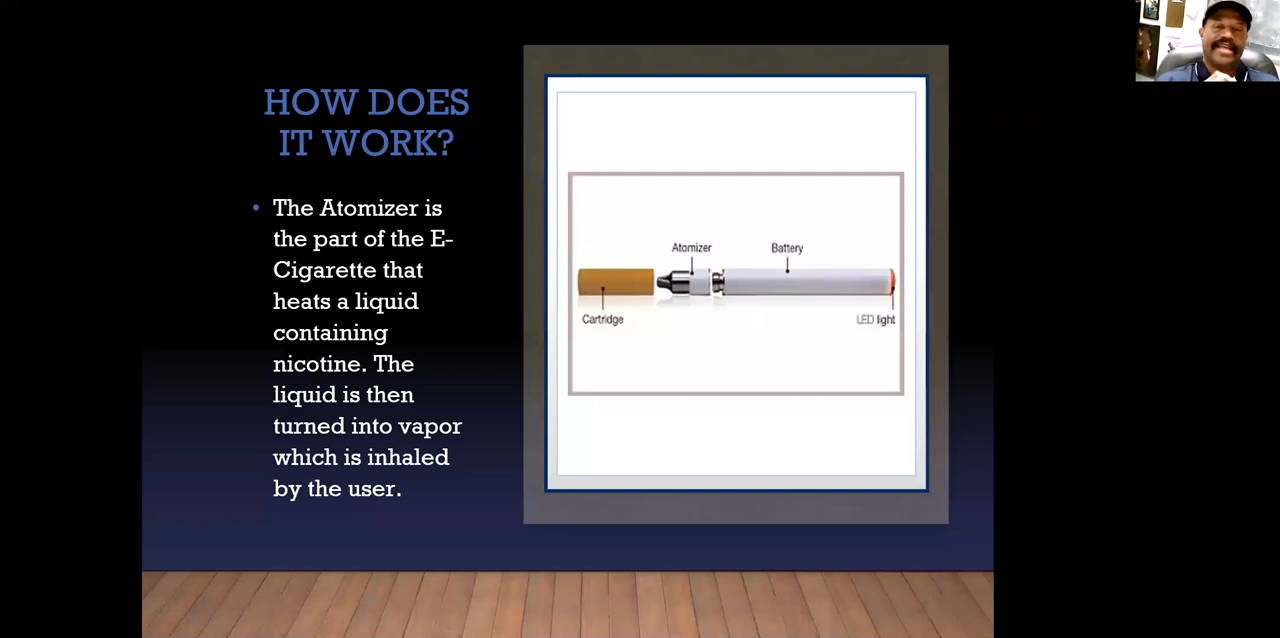 HOW DOES
IT WORK?
• The Atomizer is
the part of the E-
Cigarette that
heats a liquid
containing
nicotine. The
liquid is then
turned into vapor
which is inhaled
by the user.
Atomizer
Battery
Cartridge
LED light